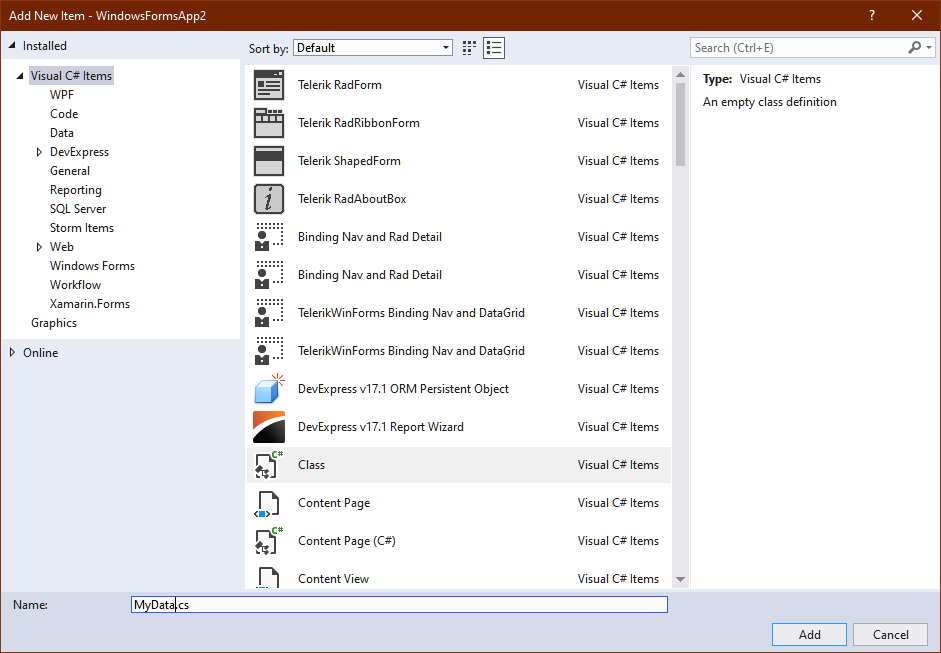 Add New Item - WindowsFormsApp2
?
Installed
Sort by: Default
Search (Ctrl+E)
Visual C# Items
WPF
Code
Data
DevExpress
General
Reporting
SQL Server
Storm Items
Web
Windows Forms
Workflow
Xamarin.Forms
Graphics
Online
Telerik RadForm Visual C# Items
Telerik RadRibbonForm Visual C# Items
Telerik ShapedForm Visual C# Items
i Telerik RadAboutBox Visual C# Items
Binding Nav and Rad Detail Visual C# Items
Binding Nav and Rad Detail Visual C# Items
TelerikWinForms Binding Nav and DataGrid Visual C# Items
TelerikWinForms Binding Nav and DataGrid Visual C# Items
DevExpress v17.1 ORM Persistent Object Visual C# Items
DevExpress v17.1 Report Wizard Visual C# Items
C# Class Visual C# Items
Content Page Visual C# Items
C# Content Page (C#) Visual C# Items
Content View Visual C# Items
Type: Visual C# Items
An empty class definition
Name: MyData.cs
Add Cancel